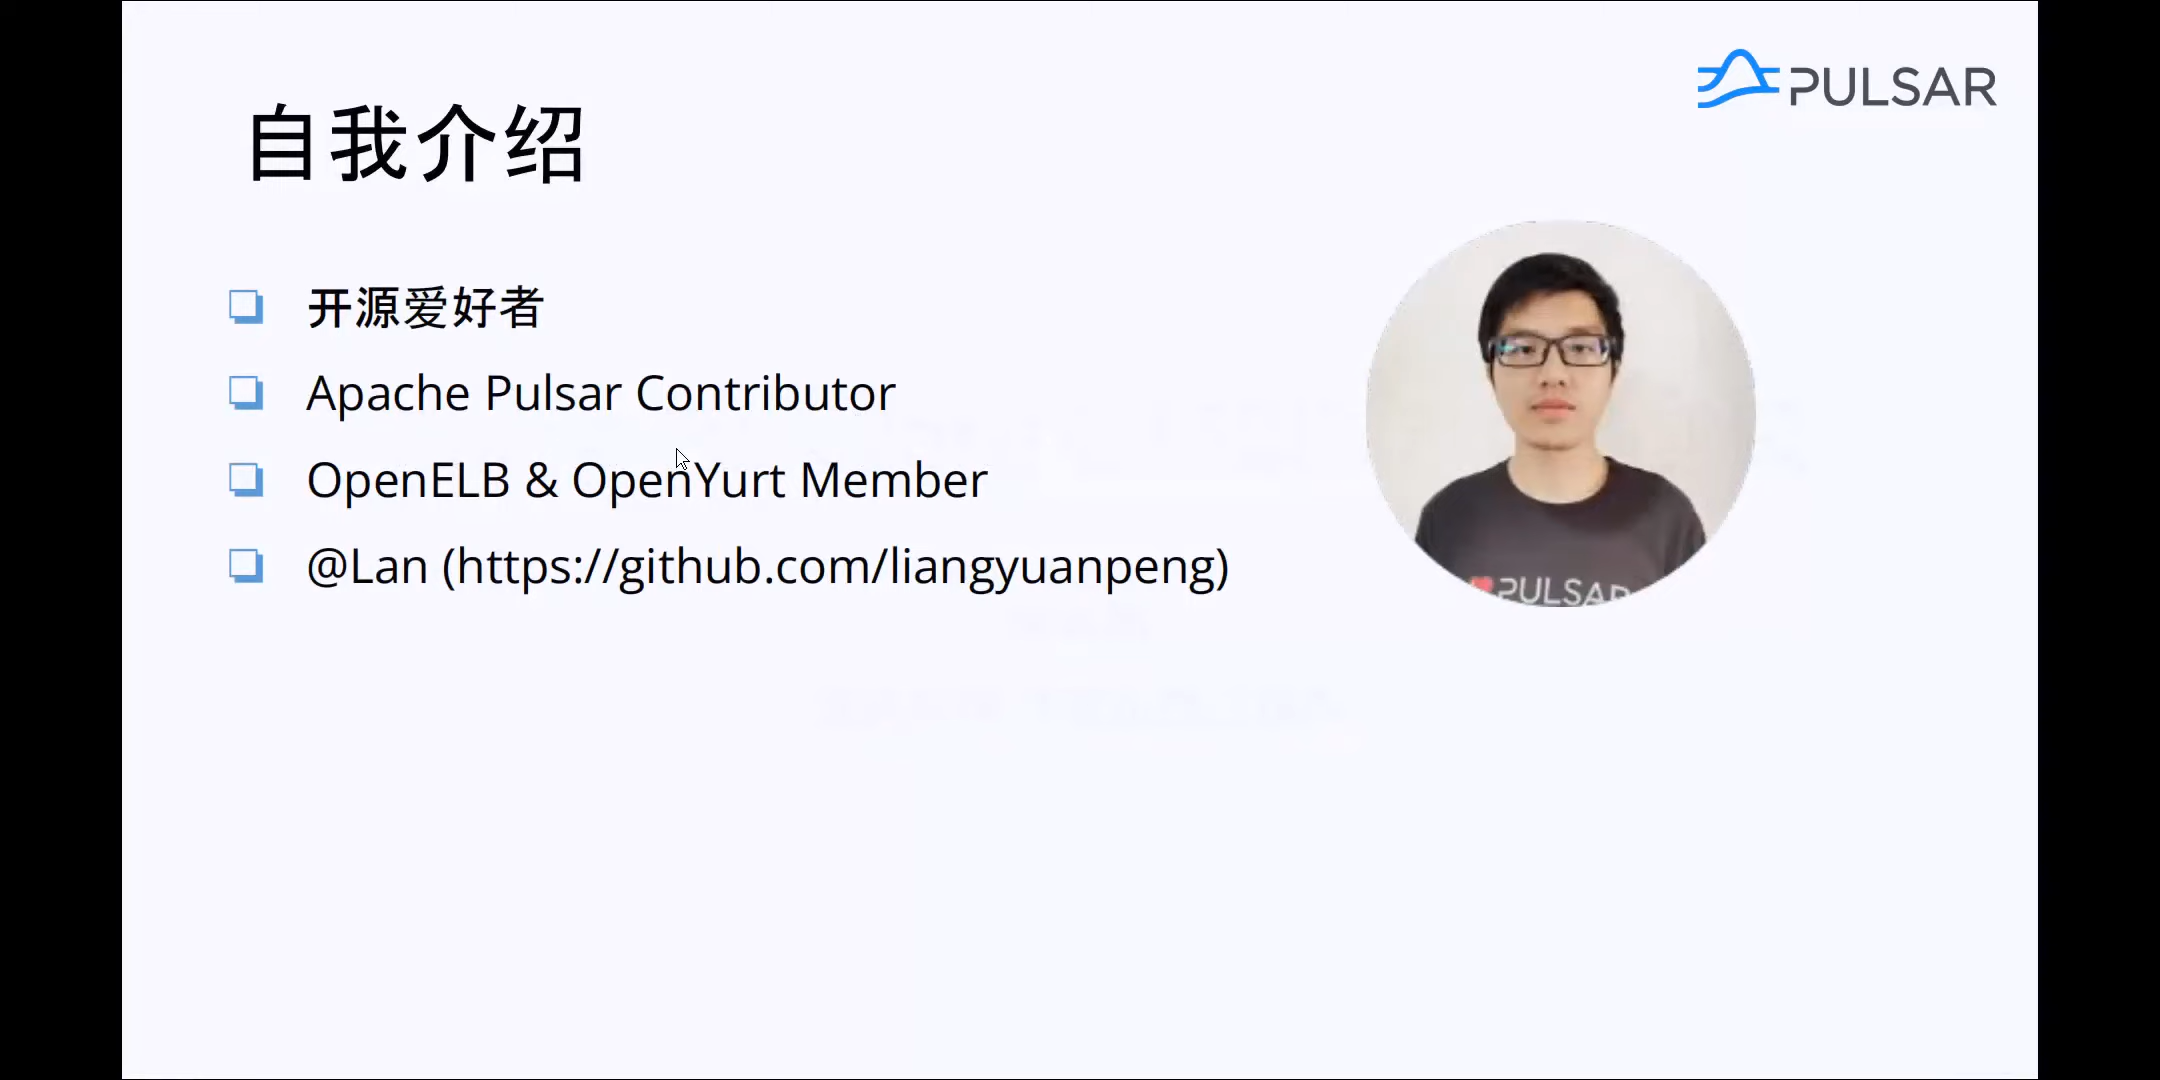 PULSAR
自我介绍
开源爱好者
Apache Pulsar Contributor
OpenELB & OpenYurt Member
@Lan (https://github.com/liangyuanpeng)
PULSAR